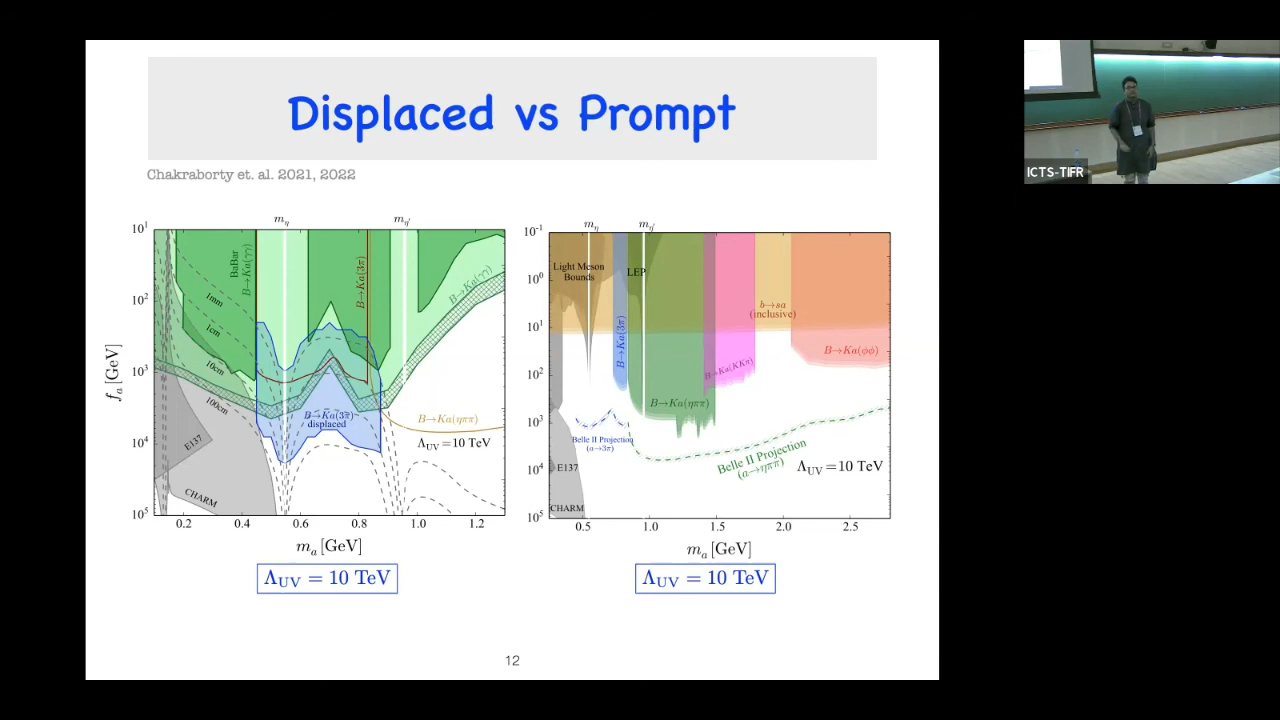 Displaced vs Prompt
Chakraborty et. al. 2021, 2022
m_η
m_η'
10¹
10²
10³
10⁴
10⁵
f_a [GeV]
BaBar
B→Ka(γγ)
B→Ka(3π)
B→Ka(γγ)
1mm
1cm
10cm
100cm
B→Ka(3π)
displaced
B→Ka(ηππ)
Λ_UV=10 TeV
E137
CHARM
0.2 0.4 0.6 0.8 1.0 1.2
m_a [GeV]
Λ_UV = 10 TeV
m_η
m_η'
10⁻¹
10⁰
10¹
10²
10³
10⁴
10⁵
Light Meson
Bounds
LEP
b→sa
(inclusive)
B→Ka(3π)
B→Ka(φφ)
B→Ka(KKπ)
B→Ka(ηππ)
Belle II Projection
(a→3π)
Belle II Projection
(a→ηππ)
Λ_UV=10 TeV
E137
CHARM
0.5 1.0 1.5 2.0 2.5
m_a [GeV]
Λ_UV = 10 TeV
12
ICTS-TIFR